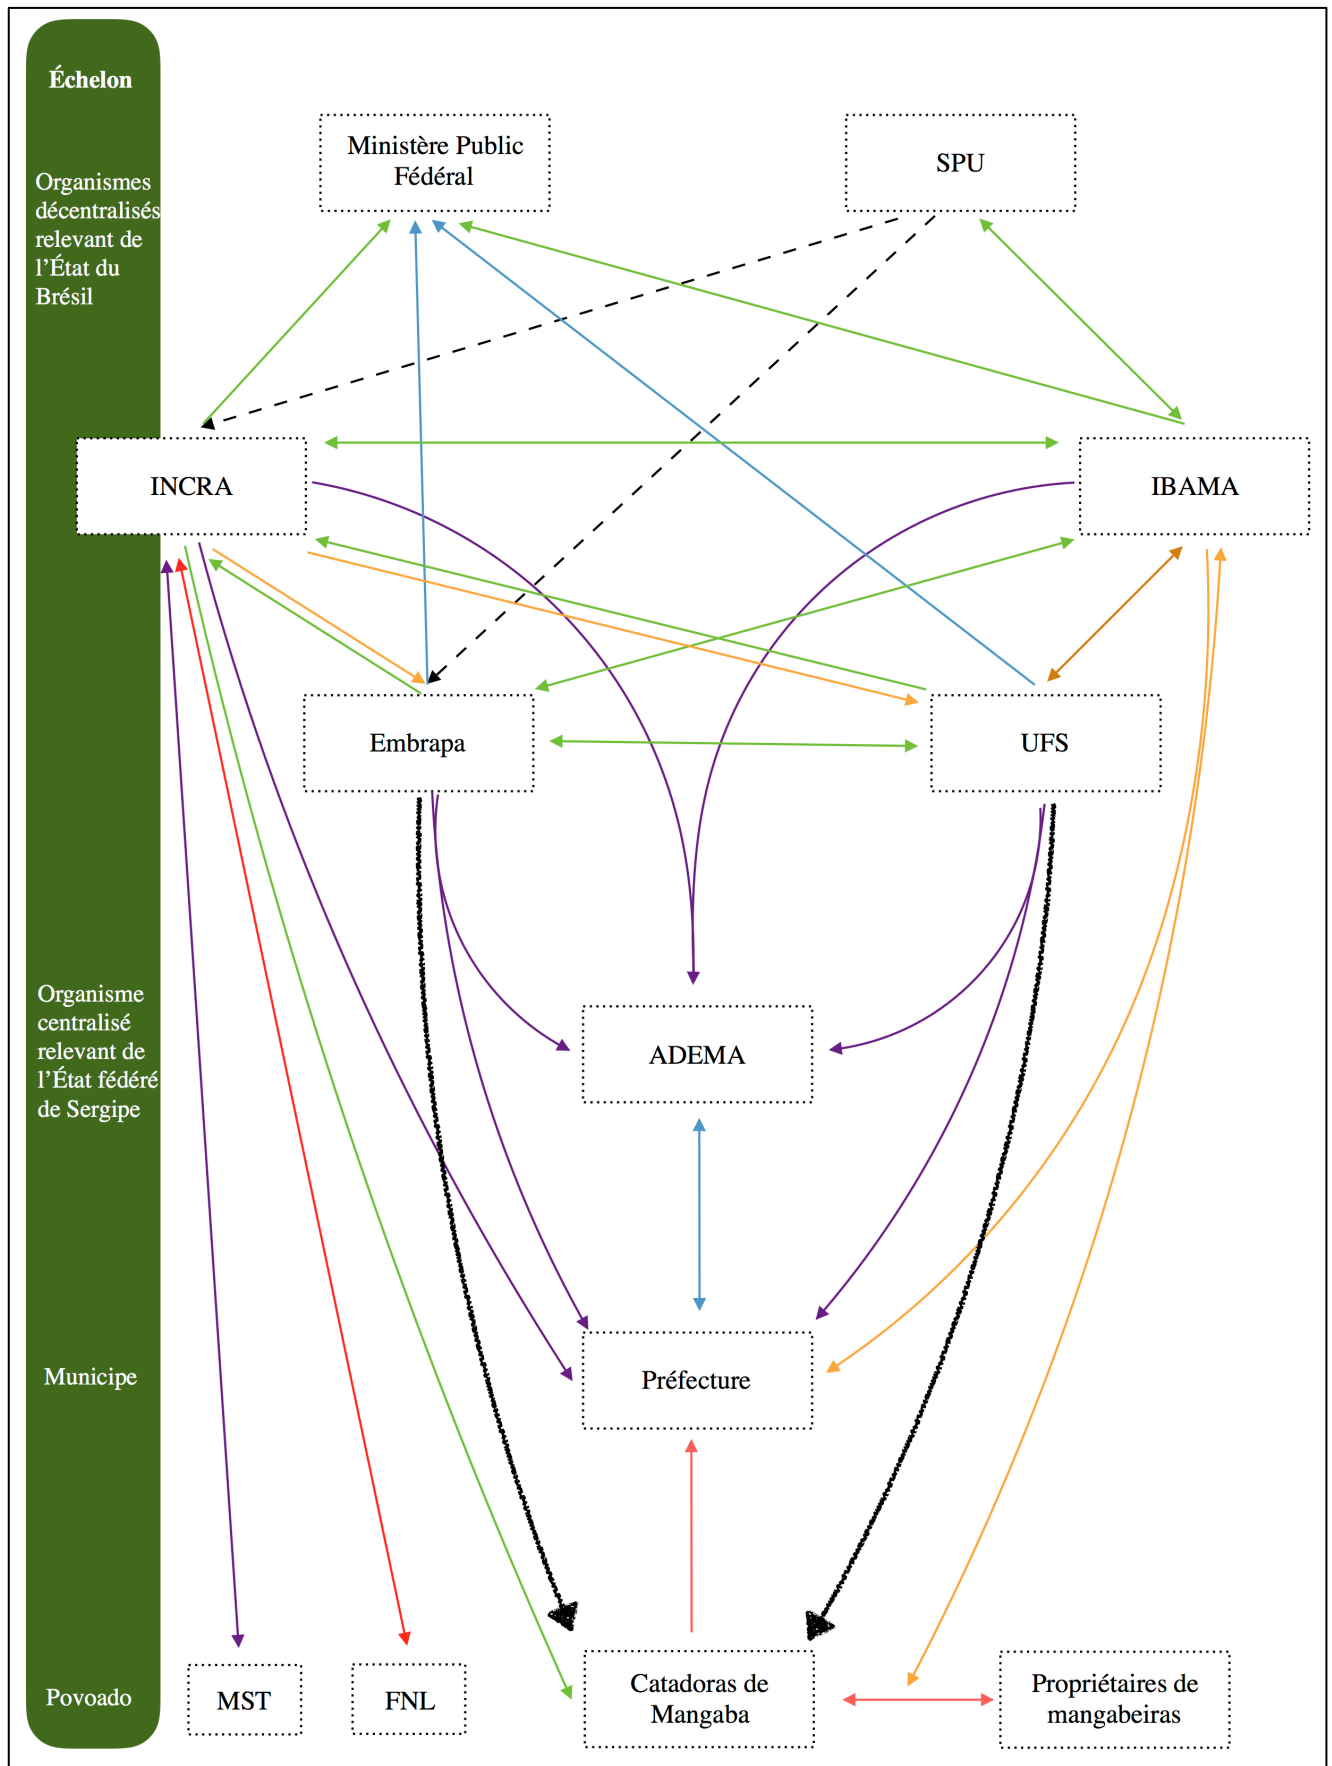 Échelon
Organismes
décentralisés
relevant de
l’État du
Brésil
Ministère Public
Fédéral
SPU
INCRA
IBAMA
Embrapa
UFS
Organisme
centralisé
relevant de
l’État fédéré
de Sergipe
ADEMA
Municipe
Préfecture
Povoado
MST
FNL
Catadoras de
Mangaba
Propriétaires de
mangabeiras